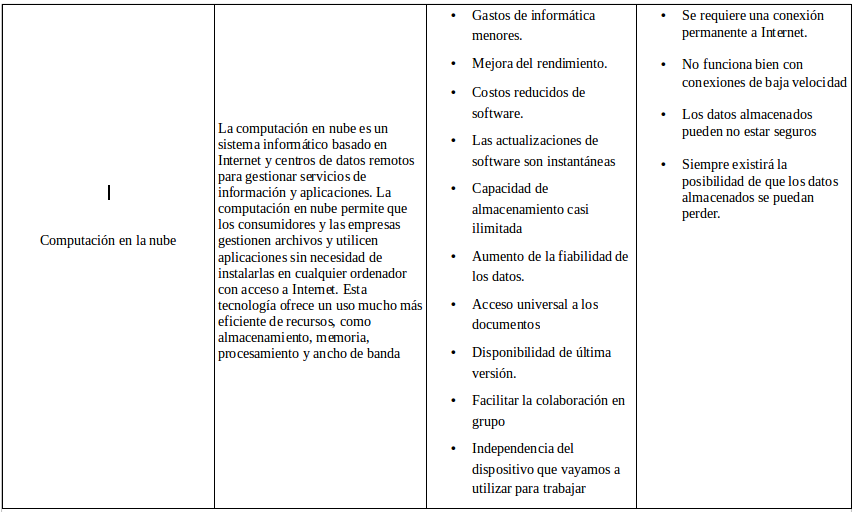 Computación en la nube
La computación en nube es un
sistema informático basado en
Internet y centros de datos remotos
para gestionar servicios de
información y aplicaciones. La
computación en nube permite que
los consumidores y las empresas
gestionen archivos y utilicen
aplicaciones sin necesidad de
instalarlas en cualquier ordenador
con acceso a Internet. Esta
tecnología ofrece un uso mucho más
eficiente de recursos, como
almacenamiento, memoria,
procesamiento y ancho de banda
• Gastos de informática
menores.
• Mejora del rendimiento.
• Costos reducidos de
software.
• Las actualizaciones de
software son instantáneas
• Capacidad de
almacenamiento casi
ilimitada
• Aumento de la fiabilidad de
los datos.
• Acceso universal a los
documentos
• Disponibilidad de última
versión.
• Facilitar la colaboración en
grupo
• Independencia del
dispositivo que vayamos a
utilizar para trabajar
• Se requiere una conexión
permanente a Internet.
• No funciona bien con
conexiones de baja velocidad
• Los datos almacenados
pueden no estar seguros
• Siempre existirá la
posibilidad de que los datos
almacenados se puedan
perder.